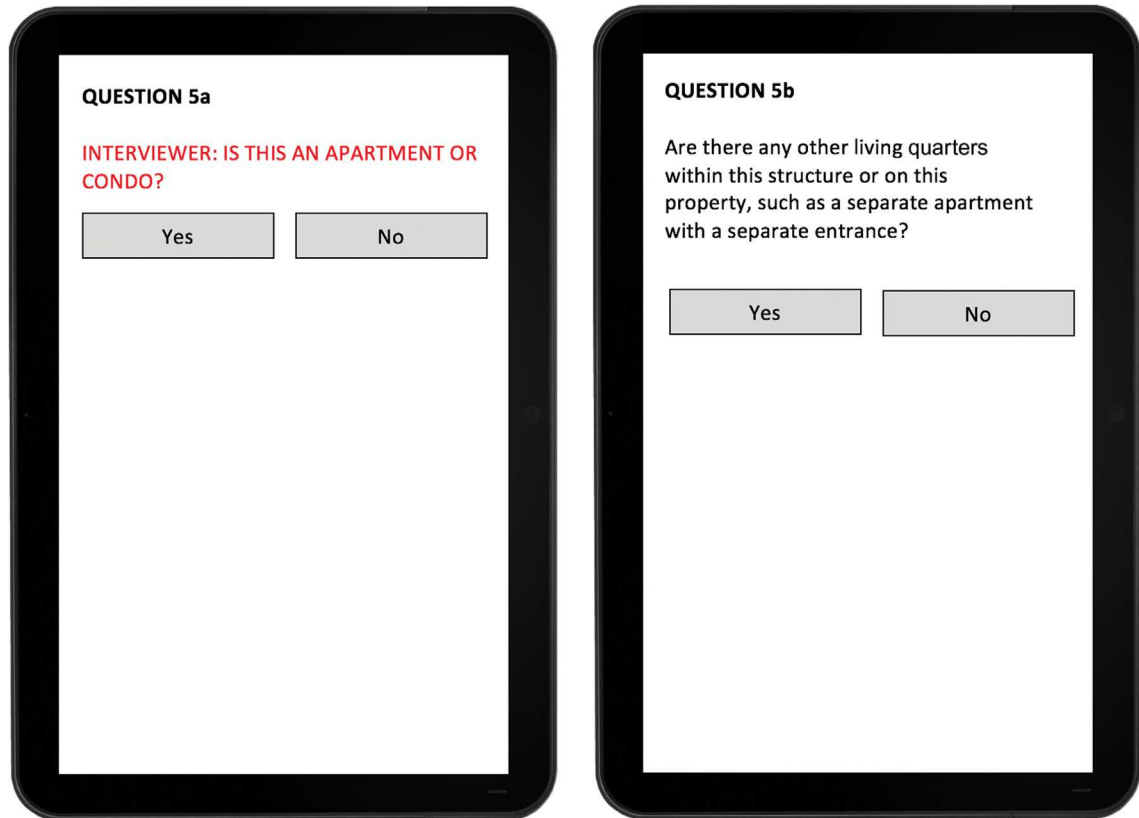 QUESTION 5a
INTERVIEWER: IS THIS AN APARTMENT OR
CONDO?
Yes
No
QUESTION 5b
Are there any other living quarters
within this structure or on this
property, such as a separate apartment
with a separate entrance?
Yes
No